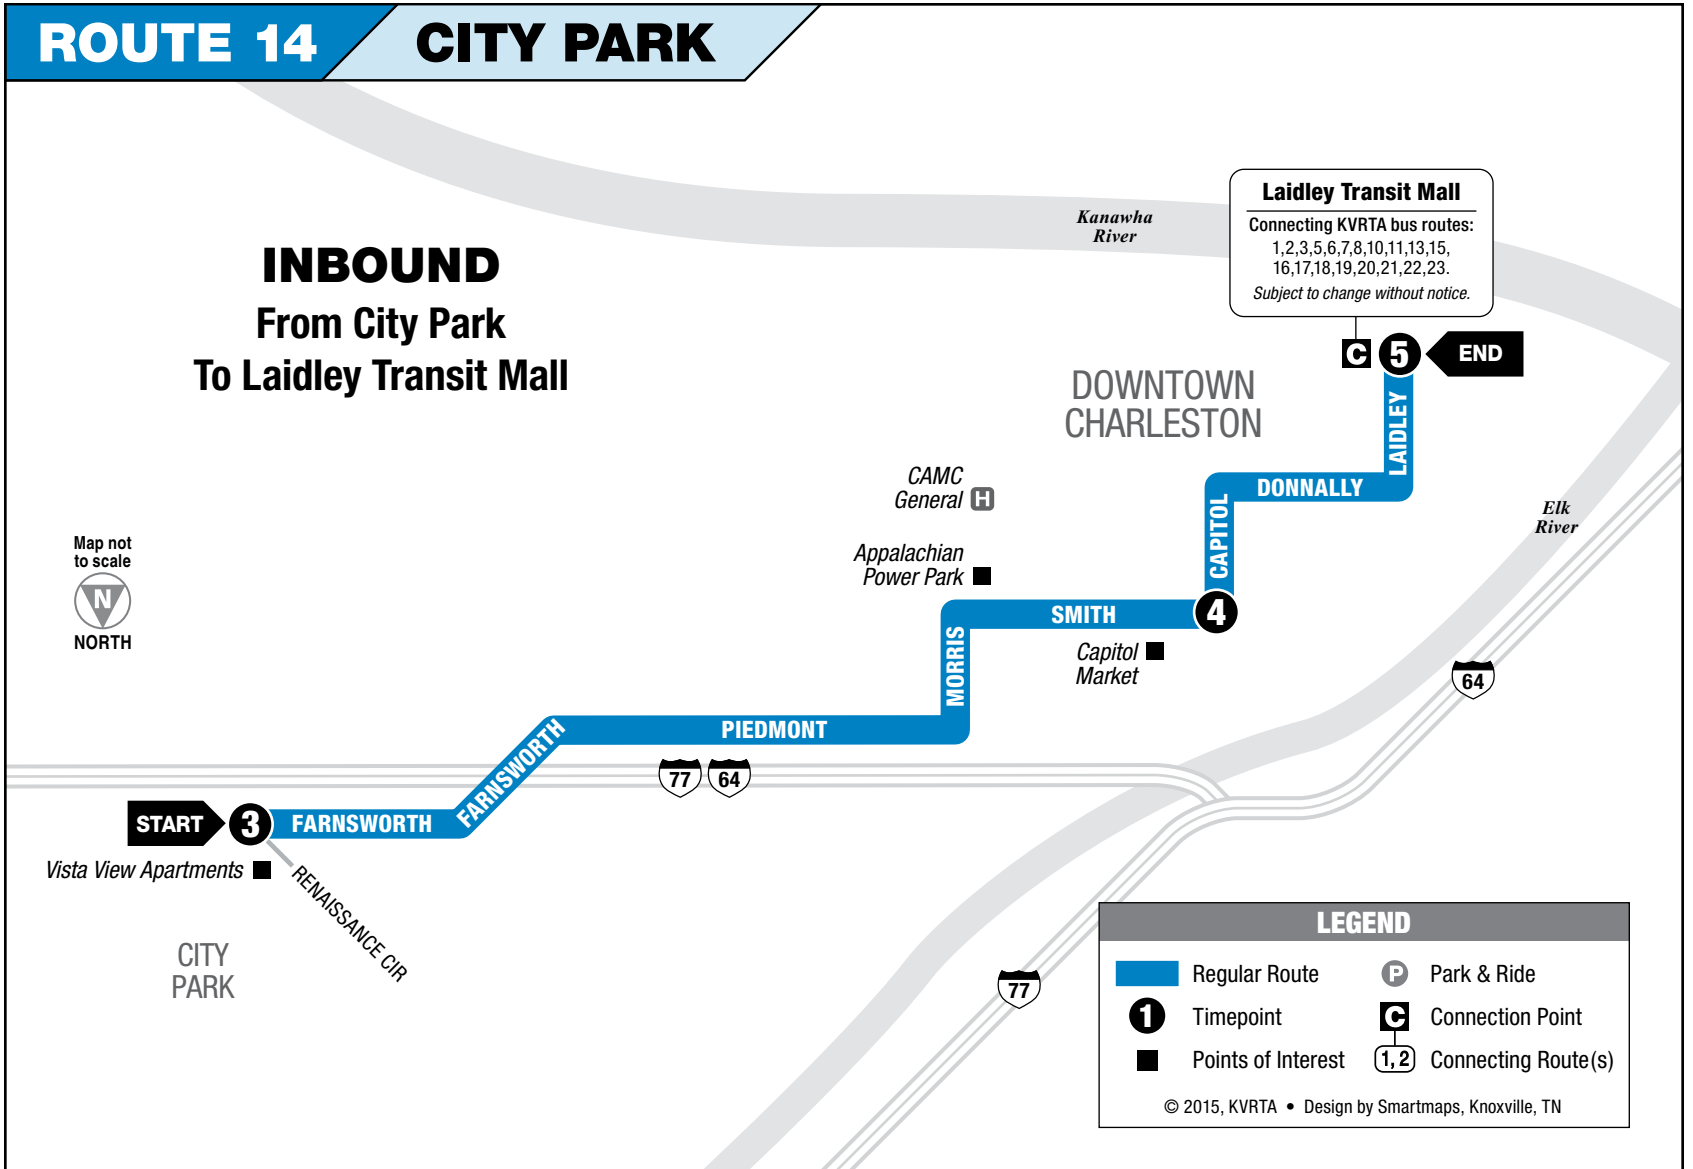 ROUTE 14
CITY PARK
INBOUND
From City Park
To Laidley Transit Mall
Kanawha
River
Laidley Transit Mall
Connecting KVRTA bus routes:
1,2,3,5,6,7,8,10,11,13,15,
16,17,18,19,20,21,22,23.
Subject to change without notice.
C
5
END
DOWNTOWN
CHARLESTON
LAIDLEY
CAMC
General H
DONNALLY
CAPITOL
Elk
River
Map not
to scale
N
NORTH
Appalachian
Power Park
SMITH
4
MORRIS
Capitol
Market
64
PIEDMONT
FARNSWORTH
77
64
START
3
FARNSWORTH
Vista View Apartments
RENAISSANCE CIR
CITY
PARK
77
LEGEND
Regular Route
P Park & Ride
1 Timepoint
C Connection Point
Points of Interest
1, 2 Connecting Route(s)
© 2015, KVRTA • Design by Smartmaps, Knoxville, TN